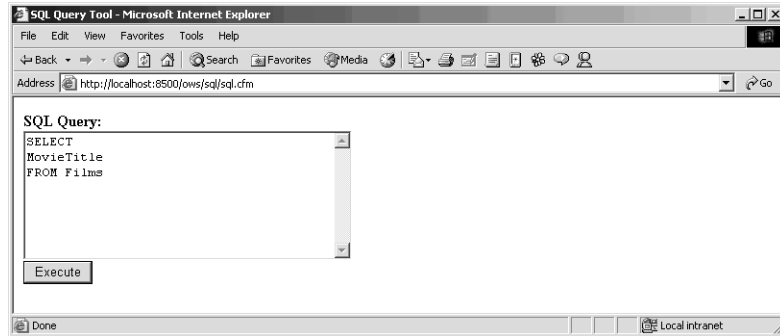 SQL Query Tool - Microsoft Internet Explorer
File Edit View Favorites Tools Help
Back Search Favorites Media
Address http://localhost:8500/ows/sql/sql.cfm Go
SQL Query:
SELECT
MovieTitle
FROM Films
Execute
Done Local intranet